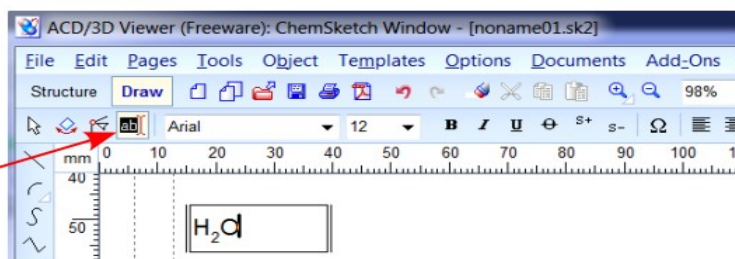 ACD/3D Viewer (Freeware): ChemSketch Window - [noname01.sk2]
File Edit Pages Tools Object Templates Options Documents Add-Ons
Structure Draw 98%
ab Arial 12 B I U S+ S- Ω
mm 0 10 20 30 40 50 60 70 80 90 100
40
50
H₂O